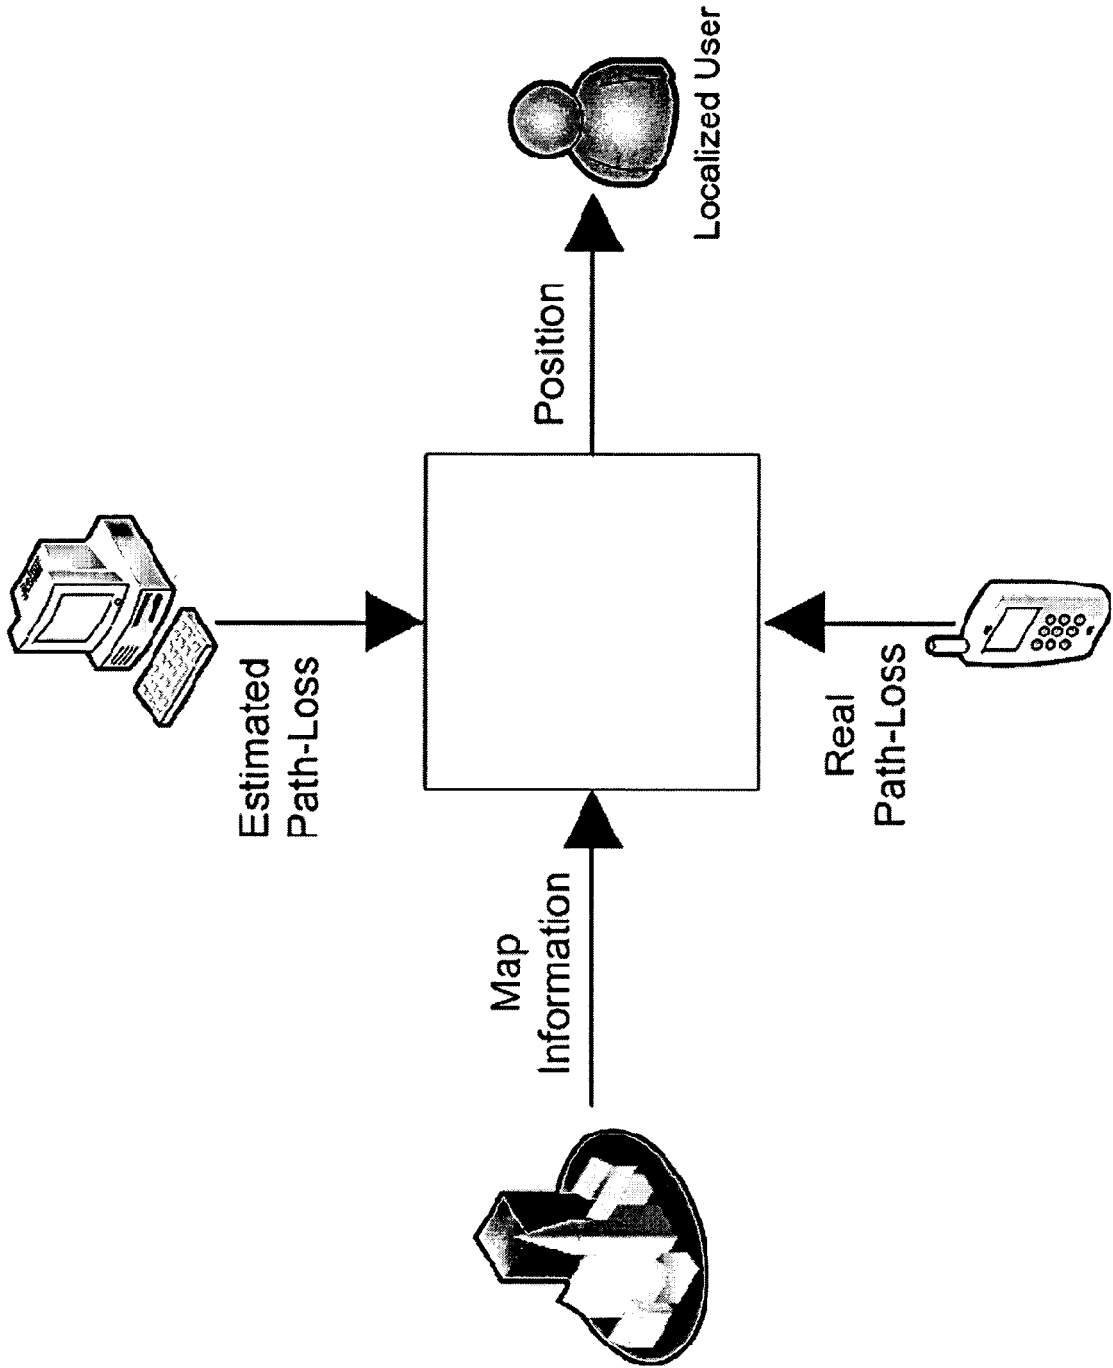 Estimated
Path-Loss
Map
Information
Position
Localized User
Real
Path-Loss